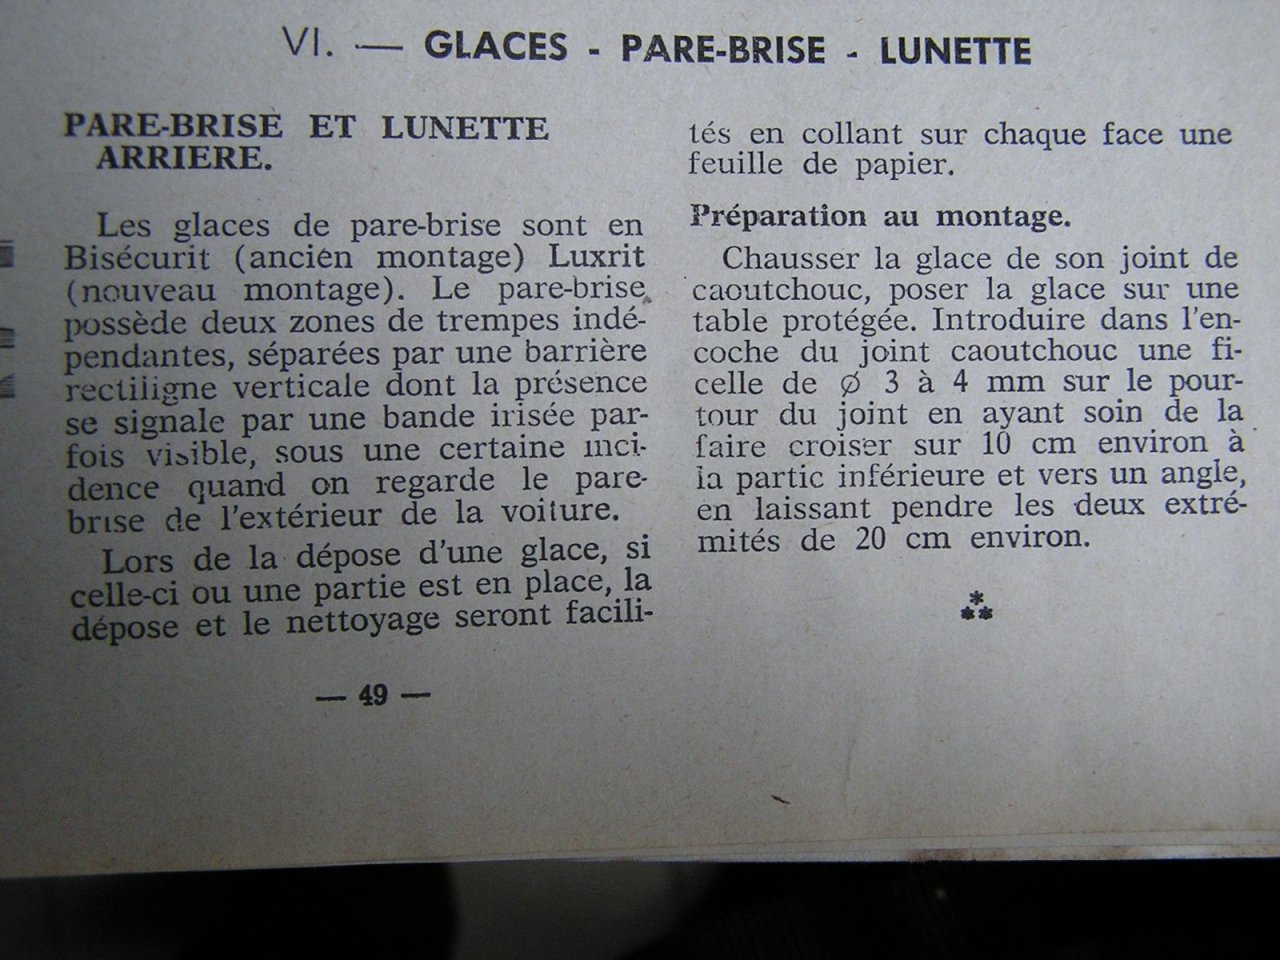 VI. — GLACES - PARE-BRISE - LUNETTE
PARE-BRISE ET LUNETTE
ARRIERE.
Les glaces de pare-brise sont en
Bisécurit (ancien montage) Luxrit
(nouveau montage). Le pare-brise
possède deux zones de trempes indé-
pendantes, séparées par une barrière
rectiligne verticale dont la présence
se signale par une bande irisée par-
fois visible, sous une certaine inci-
dence quand on regarde le pare-
brise de l'extérieur de la voiture.
Lors de la dépose d'une glace, si
celle-ci ou une partie est en place, la
dépose et le nettoyage seront facili-
— 49 —
tés en collant sur chaque face une
feuille de papier.
Préparation au montage.
Chausser la glace de son joint de
caoutchouc, poser la glace sur une
table protégée. Introduire dans l'en-
coche du joint caoutchouc une fi-
celle de ∅ 3 à 4 mm sur le pour-
tour du joint en ayant soin de la
faire croiser sur 10 cm environ à
la partie inférieure et vers un angle,
en laissant pendre les deux extré-
mités de 20 cm environ.
⁂